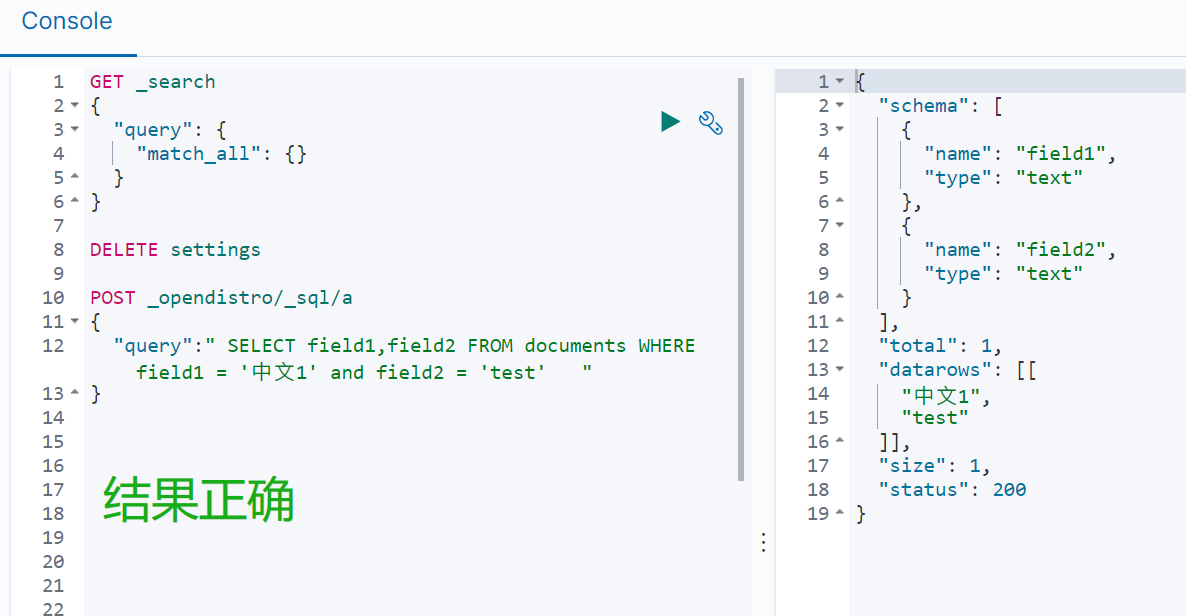 Console
1 GET _search
2 {
3 "query": {
4 "match_all": {}
5 }
6 }
7
8 DELETE settings
9
10 POST _opendistro/_sql/a
11 {
12 "query":" SELECT field1,field2 FROM documents WHERE
field1 = '中文1' and field2 = 'test'   "
13 }
14
15
16
17
18
19
20
21
22
结果正确
1 {
2 "schema": [
3 {
4 "name": "field1",
5 "type": "text"
6 },
7 {
8 "name": "field2",
9 "type": "text"
10 }
11 ],
12 "total": 1,
13 "datarows": [[
14 "中文1",
15 "test"
16 ]],
17 "size": 1,
18 "status": 200
19 }